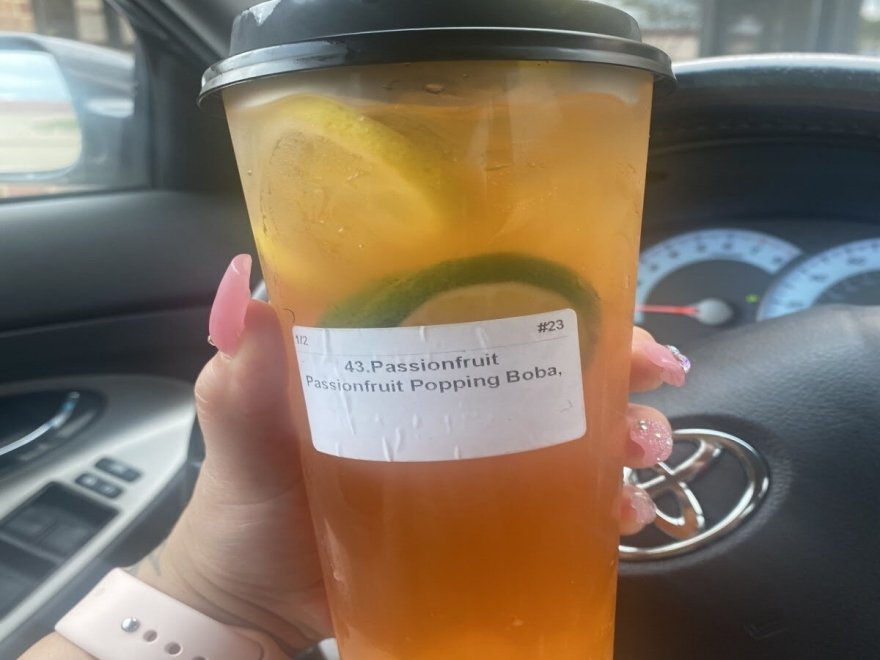 1/2 #23
43.Passionfruit
Passionfruit Popping Boba,